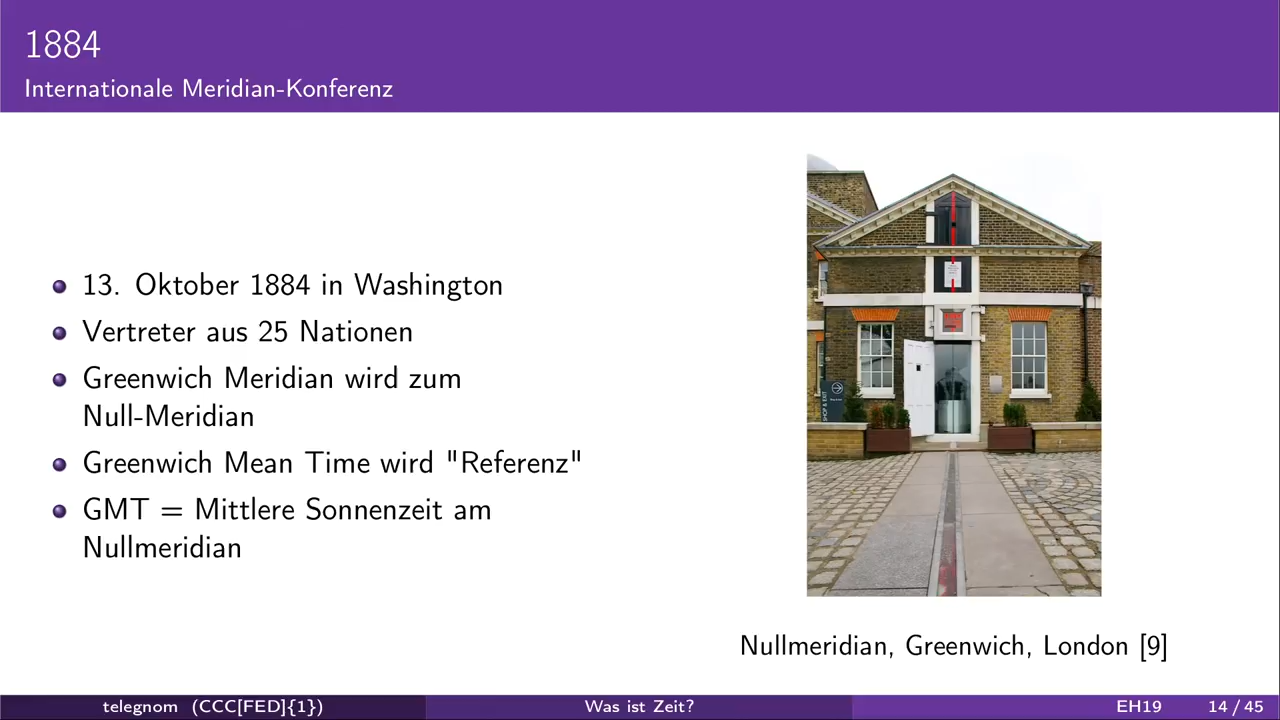 1884
Internationale Meridian-Konferenz
13. Oktober 1884 in Washington
Vertreter aus 25 Nationen
Greenwich Meridian wird zum
Null-Meridian
Greenwich Mean Time wird "Referenz"
GMT = Mittlere Sonnenzeit am
Nullmeridian
SHOP & EXIT
Nullmeridian, Greenwich, London [9]
telegnom (CCC[FED]{1})
Was ist Zeit?
EH19
14 / 45